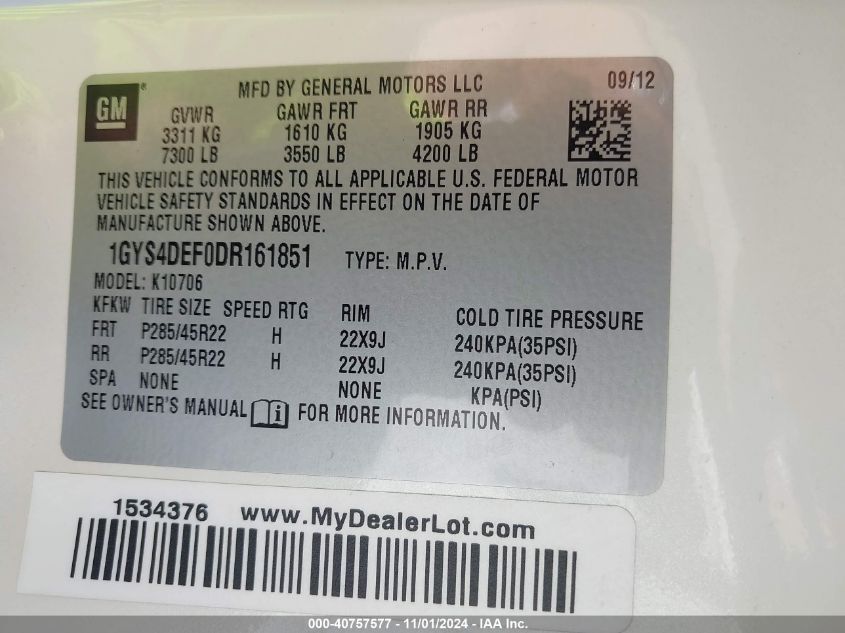 GM
MFD BY GENERAL MOTORS LLC 09/12
GVWR GAWR FRT GAWR RR
3311 KG 1610 KG 1905 KG
7300 LB 3550 LB 4200 LB
THIS VEHICLE CONFORMS TO ALL APPLICABLE U.S. FEDERAL MOTOR
VEHICLE SAFETY STANDARDS IN EFFECT ON THE DATE OF
MANUFACTURE SHOWN ABOVE.
1GYS4DEF0DR161851 TYPE: M.P.V.
MODEL: K10706
KFKW TIRE SIZE SPEED RTG RIM COLD TIRE PRESSURE
FRT P285/45R22 H 22X9J 240KPA(35PSI)
RR P285/45R22 H 22X9J 240KPA(35PSI)
SPA NONE NONE KPA(PSI)
SEE OWNER'S MANUAL FOR MORE INFORMATION.
1534376 www.MyDealerLot.com
000-40757577 - 11/01/2024 - IAA Inc.